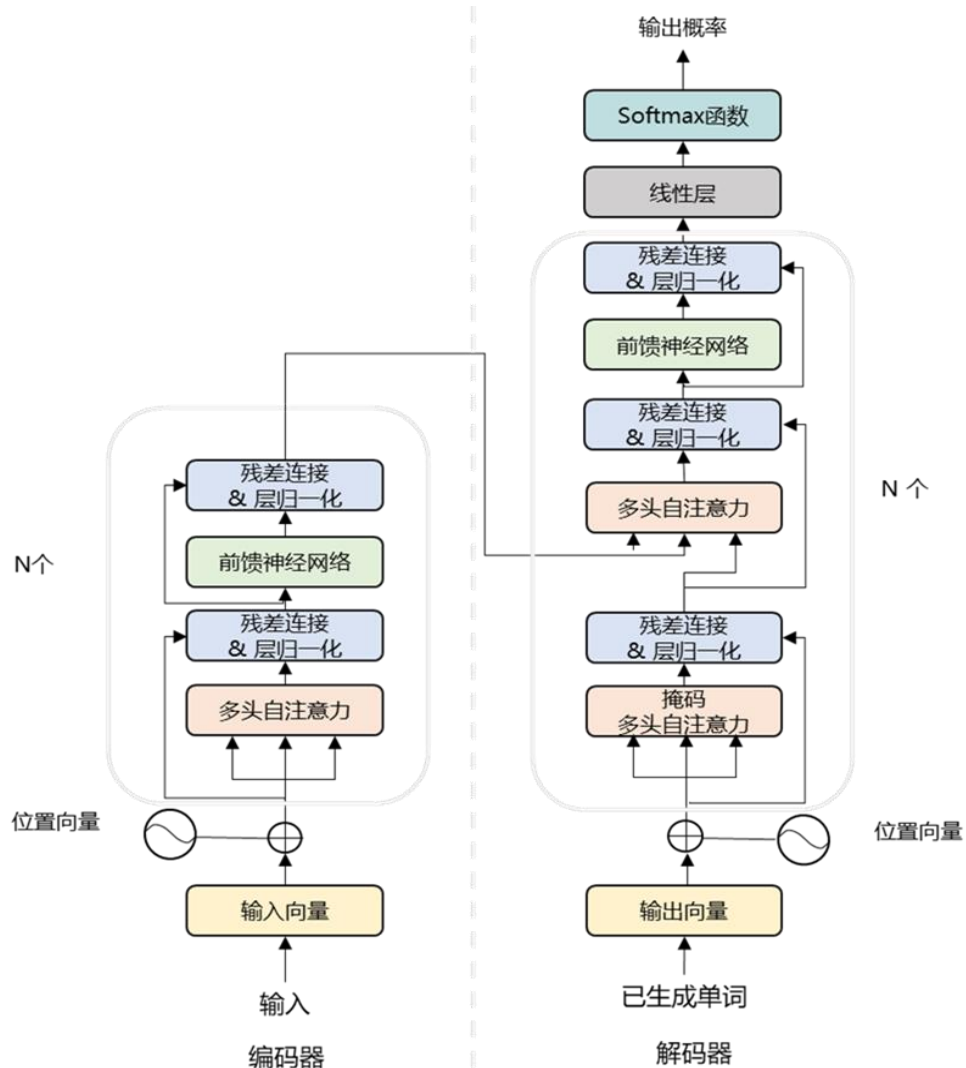 输出概率
Softmax函数
线性层
残差连接
& 层归一化
前馈神经网络
残差连接
& 层归一化
多头自注意力
N 个
残差连接
& 层归一化
掩码
多头自注意力
位置向量
输出向量
已生成单词
解码器
残差连接
& 层归一化
前馈神经网络
N个
残差连接
& 层归一化
多头自注意力
位置向量
输入向量
输入
编码器